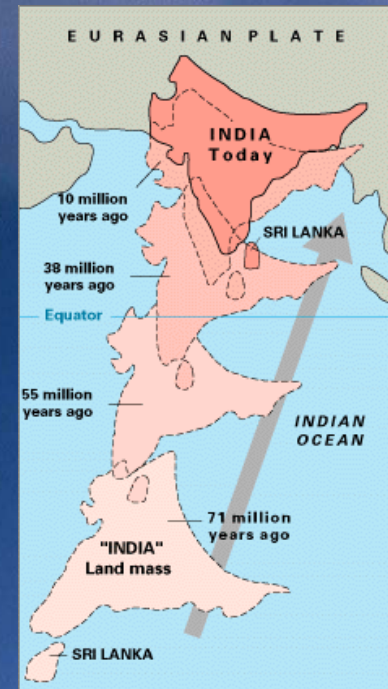 EURASIAN PLATE
INDIA
Today
10 million
years ago
SRI LANKA
38 million
years ago
Equator
55 million
years ago
INDIAN
OCEAN
71 million
years ago
"INDIA"
Land mass
SRI LANKA